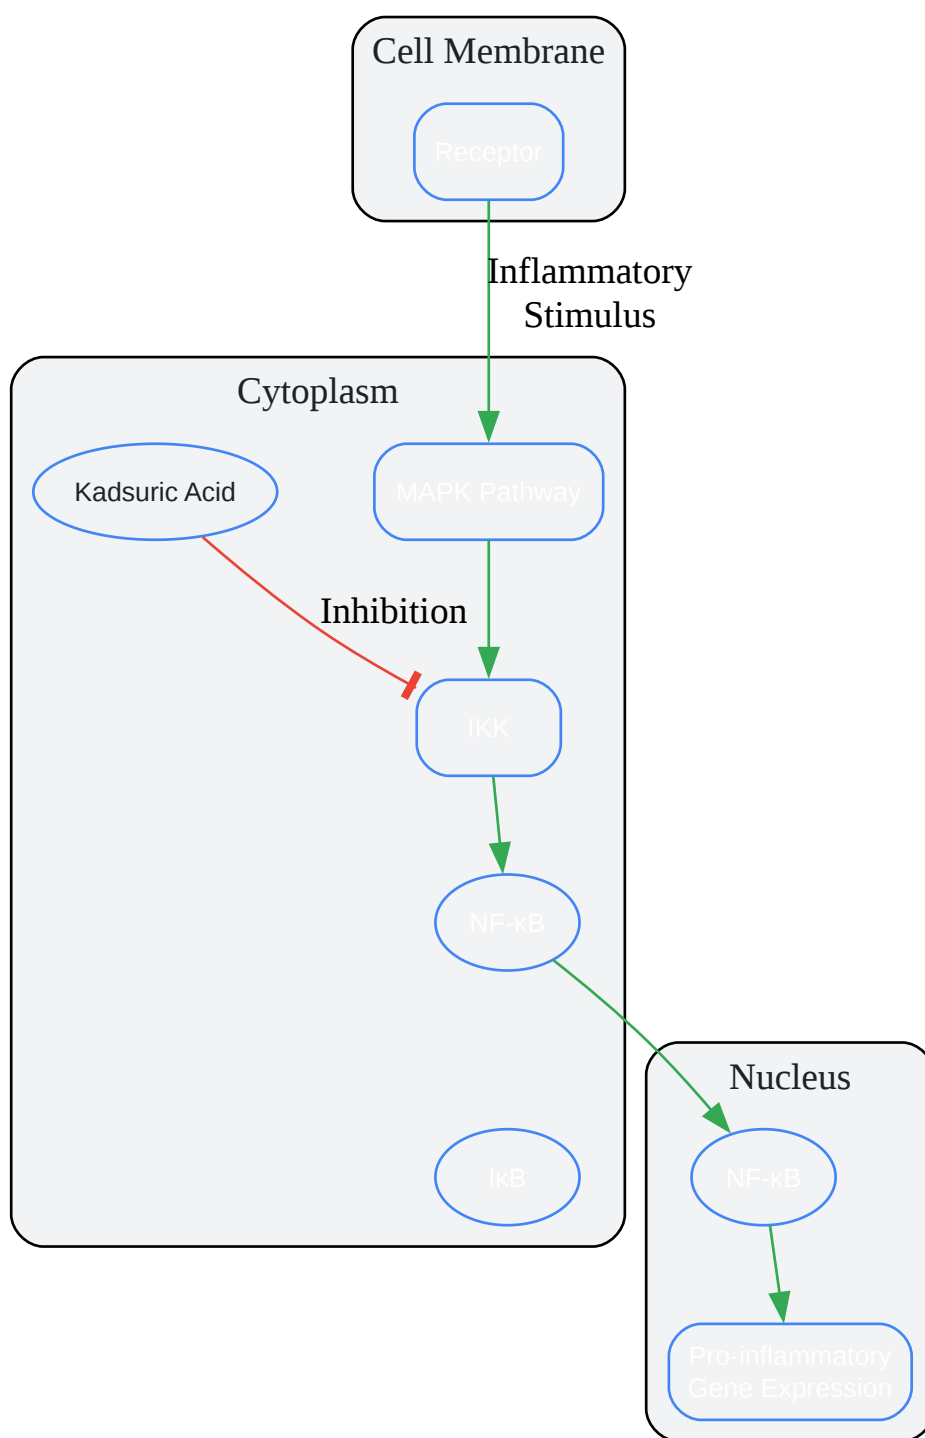 Cell Membrane
Receptor
Inflammatory
Stimulus
Cytoplasm
Kadsuric Acid
MAPK Pathway
Inhibition
IKK
NF-κB
Nucleus
IκB
NF-κB
Pro-inflammatory
Gene Expression